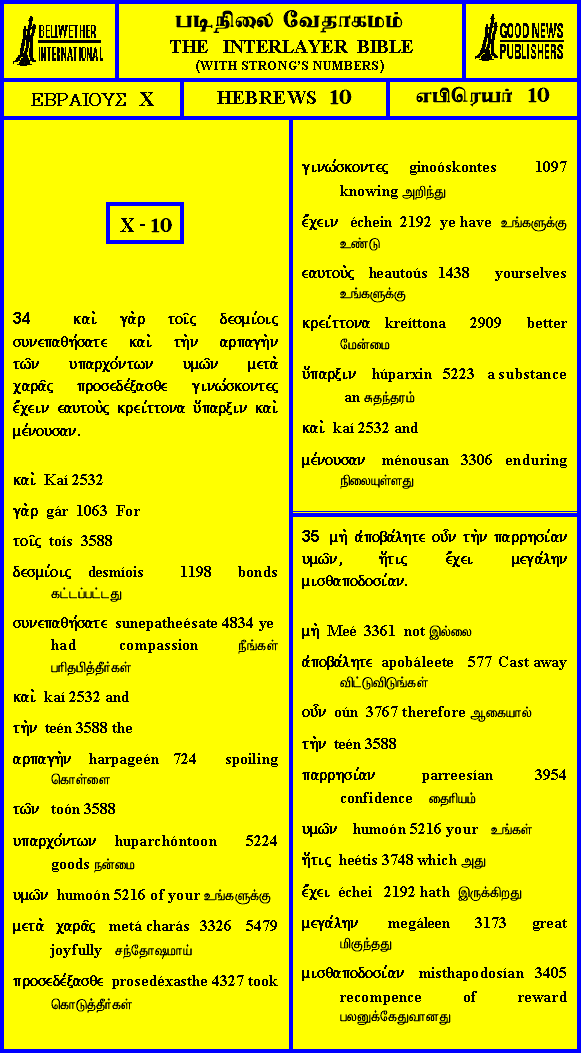 BELLWETHER
INTERNATIONAL
படிநிலை வேதாகமம்
THE INTERLAYER BIBLE
(WITH STRONG'S NUMBERS)
GOOD NEWS
PUBLISHERS
ΕΒΡΑΙΟΥΣ X
HEBREWS 10
எபிரெயர் 10
X - 10
34 καὶ γὰρ τοῖς δεσμίοις
συνεπαθήσατε καὶ τὴν αρπαγὴν
τῶν υπαρχόντων υμῶν μετὰ
χαρᾶς προσεδέξασθε γινώσκοντες
ἔχειν εαυτοὺς κρείττονα ὕπαρξιν καὶ
μένουσαν.
καὶ Kaí 2532
γὰρ gár 1063 For
τοῖς toís 3588
δεσμίοις desmíois 1198 bonds
கட்டப்பட்டது
συνεπαθήσατε sunepatheésate 4834 ye
had compassion நீங்கள்
பரிதபித்தீர்கள்
καὶ kaí 2532 and
τὴν teén 3588 the
αρπαγὴν harpageén 724 spoiling
கொள்ளை
τῶν toón 3588
υπαρχόντων huparchóntoon 5224
goods நன்மை
υμῶν humoón 5216 of your உங்களுக்கு
μετὰ χαρᾶς metá charás 3326 5479
joyfully சந்தோஷமாய்
προσεδέξασθε prosedéxasthe 4327 took
கொடுத்தீர்கள்
γινώσκοντες ginoóskontes 1097
knowing அறிந்து
ἔχειν échein 2192 ye have உங்களுக்கு
உண்டு
εαυτοὺς heautoús 1438 yourselves
உங்களுக்கு
κρείττονα kreíttona 2909 better
மேன்மை
ὕπαρξιν húparxin 5223 a substance
an சுதந்தரம்
καὶ kaí 2532 and
μένουσαν ménousan 3306 enduring
நிலையுள்ளது
35 μὴ ἀποβάλητε οὖν τὴν παρρησίαν
υμῶν, ἥτις ἔχει μεγάλην
μισθαποδοσίαν.
μὴ Meé 3361 not இல்லை
ἀποβάλητε apobáleete 577 Cast away
விட்டுவிடுங்கள்
οὖν oún 3767 therefore ஆகையால்
τὴν teén 3588
παρρησίαν parreesían 3954
confidence தைரியம்
υμῶν humoón 5216 your உங்கள்
ἥτις heétis 3748 which அது
ἔχει échei 2192 hath இருக்கிறது
μεγάλην megáleen 3173 great
மிகுந்தது
μισθαποδοσίαν misthapodosían 3405
recompence of reward
பலனுக்கேதுவானது